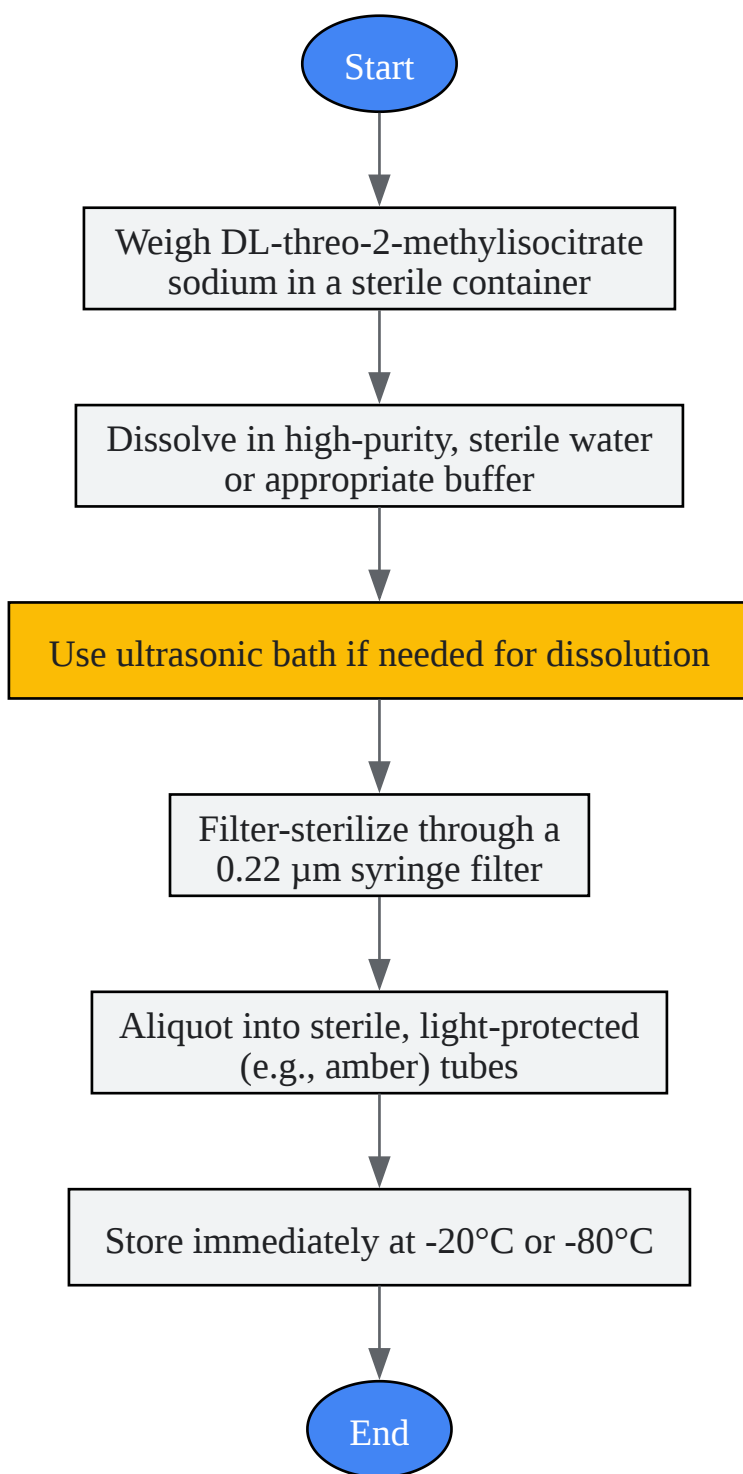 Start
Weigh DL-threo-2-methylisocitrate
sodium in a sterile container
Dissolve in high-purity, sterile water
or appropriate buffer
Use ultrasonic bath if needed for dissolution
Filter-sterilize through a
0.22 µm syringe filter
Aliquot into sterile, light-protected
(e.g., amber) tubes
Store immediately at -20°C or -80°C
End